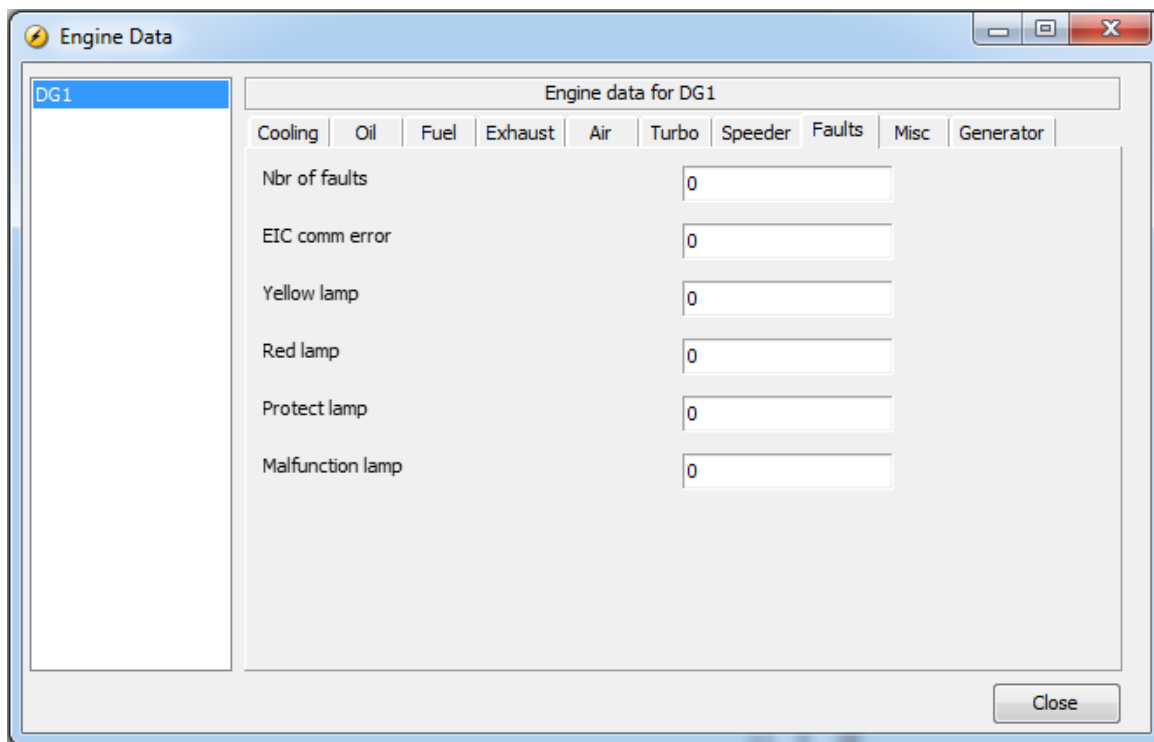 Engine Data
DG1
Engine data for DG1
Cooling Oil Fuel Exhaust Air Turbo Speeder Faults Misc Generator
Nbr of faults 0
EIC comm error 0
Yellow lamp 0
Red lamp 0
Protect lamp 0
Malfunction lamp 0
Close